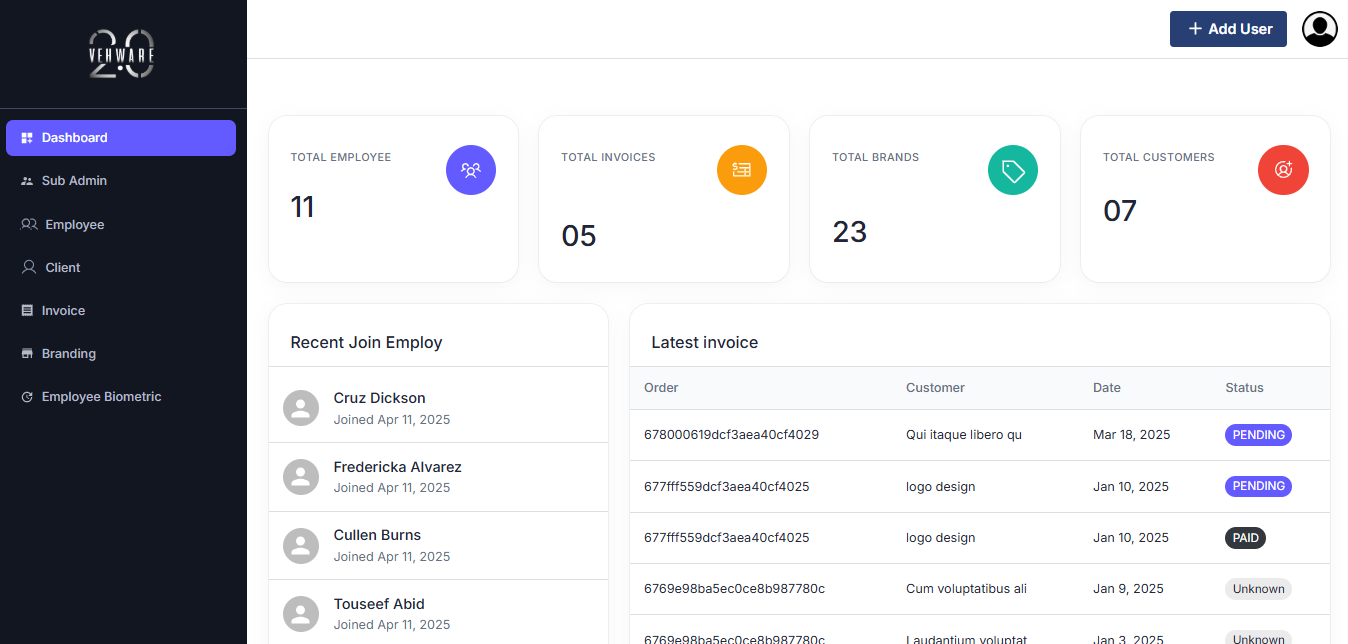 2.0
VEHWARE
Add User
Dashboard
Sub Admin
Employee
Client
Invoice
Branding
Employee Biometric
TOTAL EMPLOYEE
11
TOTAL INVOICES
05
TOTAL BRANDS
23
TOTAL CUSTOMERS
07
Recent Join Employ
Cruz Dickson
Joined Apr 11, 2025
Fredericka Alvarez
Joined Apr 11, 2025
Cullen Burns
Joined Apr 11, 2025
Touseef Abid
Joined Apr 11, 2025
Latest invoice
Order Customer Date Status
678000619dcf3aea40cf4029 Qui itaque libero qu Mar 18, 2025 PENDING
677fff559dcf3aea40cf4025 logo design Jan 10, 2025 PENDING
677fff559dcf3aea40cf4025 logo design Jan 10, 2025 PAID
6769e98ba5ec0ce8b987780c Cum voluptatibus ali Jan 9, 2025 Unknown
6769e98ba5ec0ce8b987780c Laudantium voluptat Jan 3, 2025 Unknown